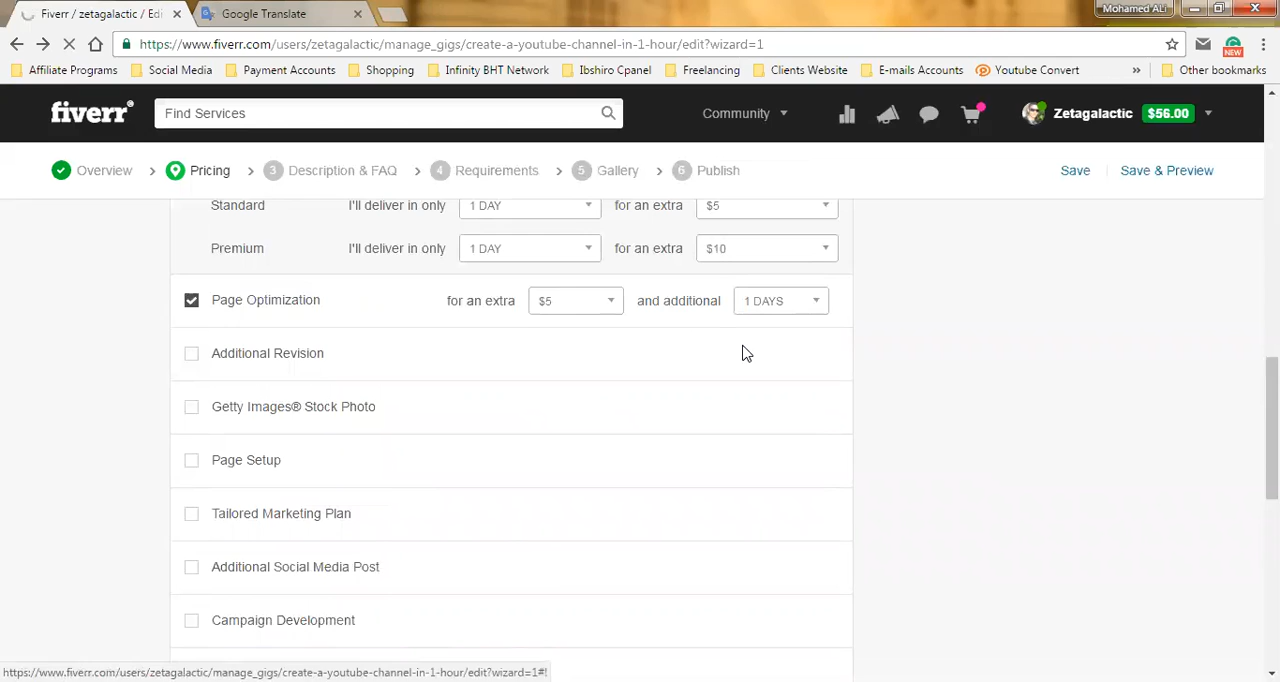 Fiverr / zetagalactic / Edi
Google Translate
Mohamed ALi
https://www.fiverr.com/users/zetagalactic/manage_gigs/create-a-youtube-channel-in-1-hour/edit?wizard=1
NEW
Affiliate Programs
Social Media
Payment Accounts
Shopping
Infinity BHT Network
Ibshiro Cpanel
Freelancing
Clients Website
E-mails Accounts
Youtube Convert
»
Other bookmarks
fiverr®
Find Services
Community
Zetagalactic
$56.00
Overview
Pricing
3 Description & FAQ
4 Requirements
5 Gallery
6 Publish
Save
Save & Preview
Standard I'll deliver in only 1 DAY for an extra $5
Premium I'll deliver in only 1 DAY for an extra $10
Page Optimization for an extra $5 and additional 1 DAYS
Additional Revision
Getty Images® Stock Photo
Page Setup
Tailored Marketing Plan
Additional Social Media Post
Campaign Development
https://www.fiverr.com/users/zetagalactic/manage_gigs/create-a-youtube-channel-in-1-hour/edit?wizard=1#!